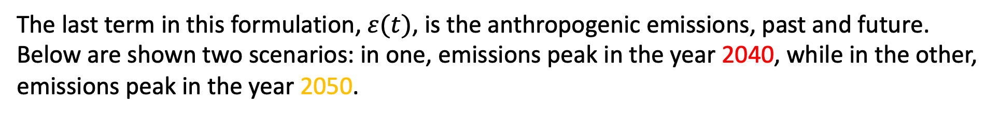 The last term in this formulation, ε(t), is the anthropogenic emissions, past and future.
Below are shown two scenarios: in one, emissions peak in the year 2040, while in the other,
emissions peak in the year 2050.